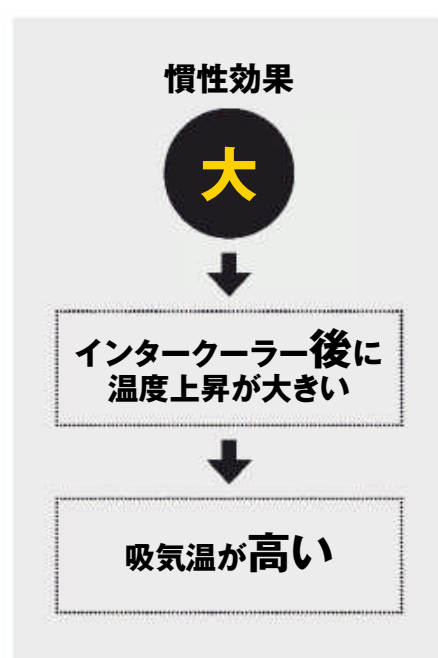 慣性効果
大
インタークーラー後に
温度上昇が大きい
吸気温が高い